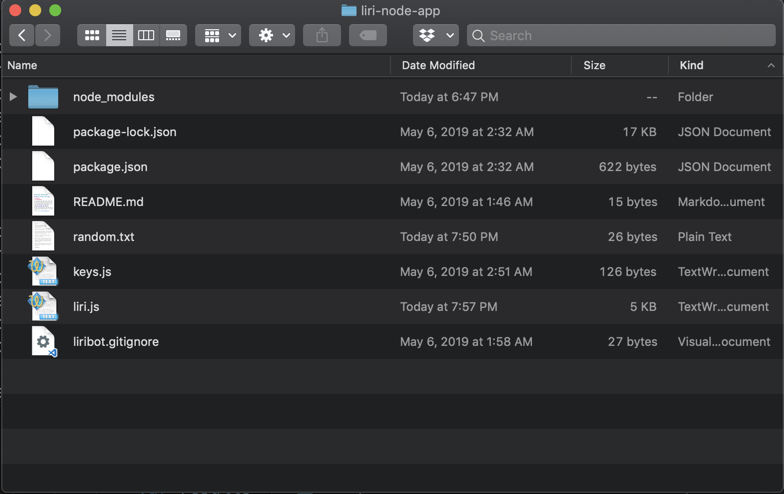 liri-node-app
Search
Name Date Modified Size Kind
node_modules Today at 6:47 PM -- Folder
package-lock.json May 6, 2019 at 2:32 AM 17 KB JSON Document
package.json May 6, 2019 at 2:32 AM 622 bytes JSON Document
README.md May 6, 2019 at 1:46 AM 15 bytes Markdo...ument
random.txt Today at 7:50 PM 26 bytes Plain Text
keys.js May 6, 2019 at 2:51 AM 126 bytes TextWr...cument
liri.js Today at 7:57 PM 5 KB TextWr...cument
liribot.gitignore May 6, 2019 at 1:58 AM 27 bytes Visual...ocument